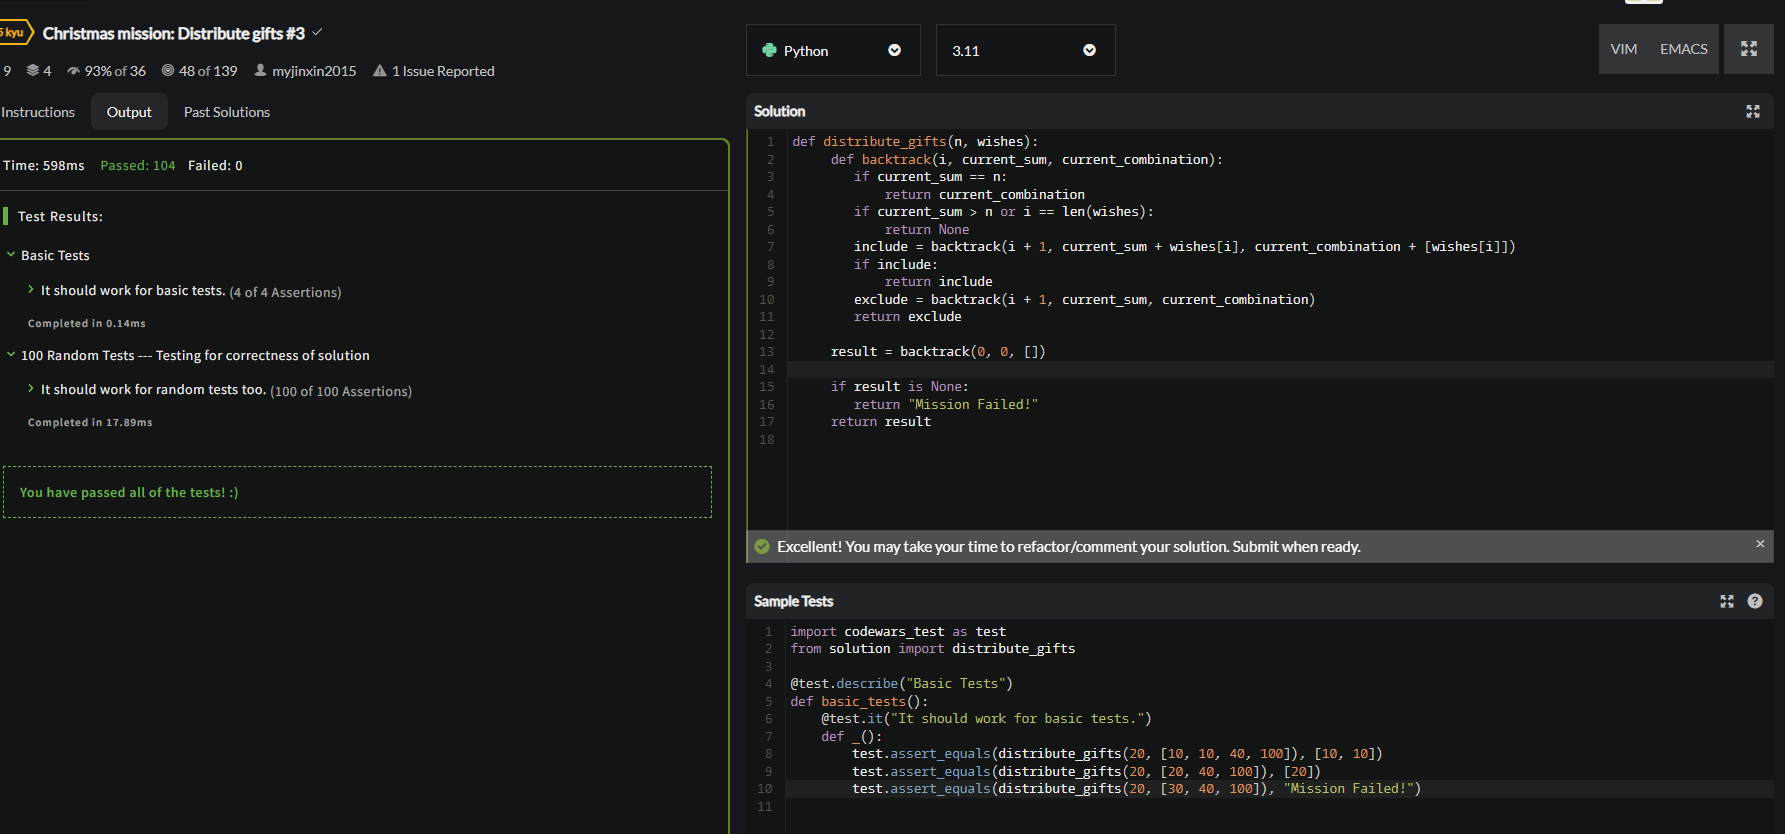 5 kyu Christmas mission: Distribute gifts #3
9 4 93% of 36 48 of 139 myjinxin2015 1 Issue Reported
Instructions Output Past Solutions
Time: 598ms Passed: 104 Failed: 0
Test Results:
Basic Tests
It should work for basic tests. (4 of 4 Assertions)
Completed in 0.14ms
100 Random Tests --- Testing for correctness of solution
It should work for random tests too. (100 of 100 Assertions)
Completed in 17.89ms
You have passed all of the tests! :)
Python 3.11 VIM EMACS
Solution
1 def distribute_gifts(n, wishes):
2 def backtrack(i, current_sum, current_combination):
3 if current_sum == n:
4 return current_combination
5 if current_sum > n or i == len(wishes):
6 return None
7 include = backtrack(i + 1, current_sum + wishes[i], current_combination + [wishes[i]])
8 if include:
9 return include
10 exclude = backtrack(i + 1, current_sum, current_combination)
11 return exclude
12
13 result = backtrack(0, 0, [])
14
15 if result is None:
16 return "Mission Failed!"
17 return result
18
Excellent! You may take your time to refactor/comment your solution. Submit when ready. ×
Sample Tests ?
1 import codewars_test as test
2 from solution import distribute_gifts
3
4 @test.describe("Basic Tests")
5 def basic_tests():
6 @test.it("It should work for basic tests.")
7 def _():
8 test.assert_equals(distribute_gifts(20, [10, 10, 40, 100]), [10, 10])
9 test.assert_equals(distribute_gifts(20, [20, 40, 100]), [20])
10 test.assert_equals(distribute_gifts(20, [30, 40, 100]), "Mission Failed!")
11